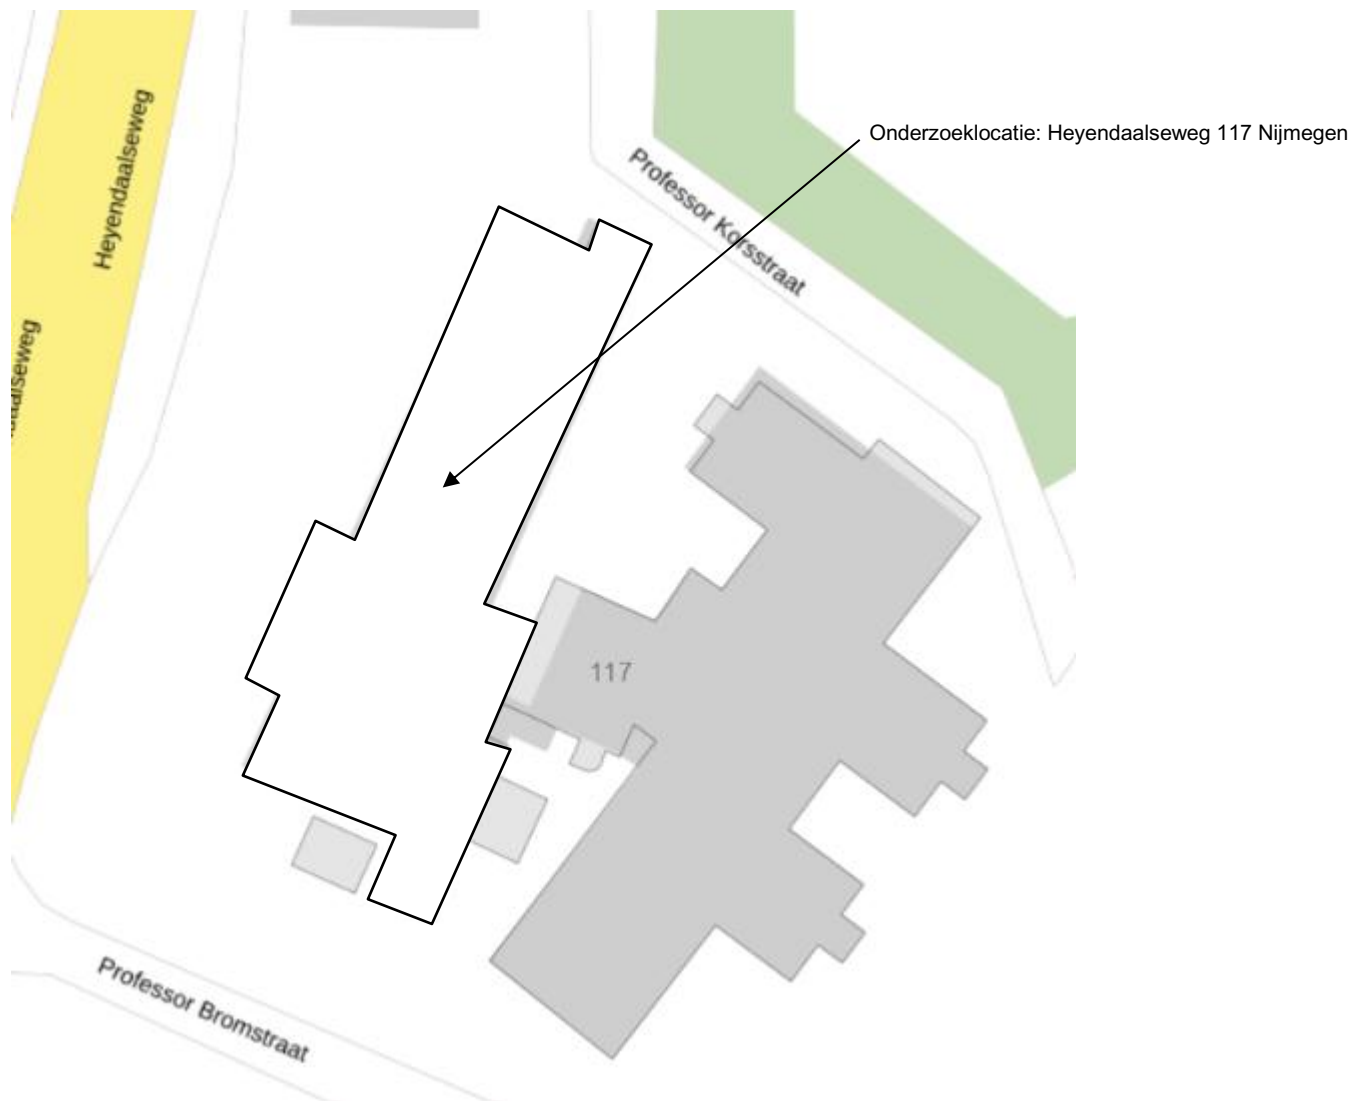 Heyendaalseweg
Onderzoeklocatie: Heyendaalseweg 117 Nijmegen
Professor Korsstraat
117
Professor Bromstraat